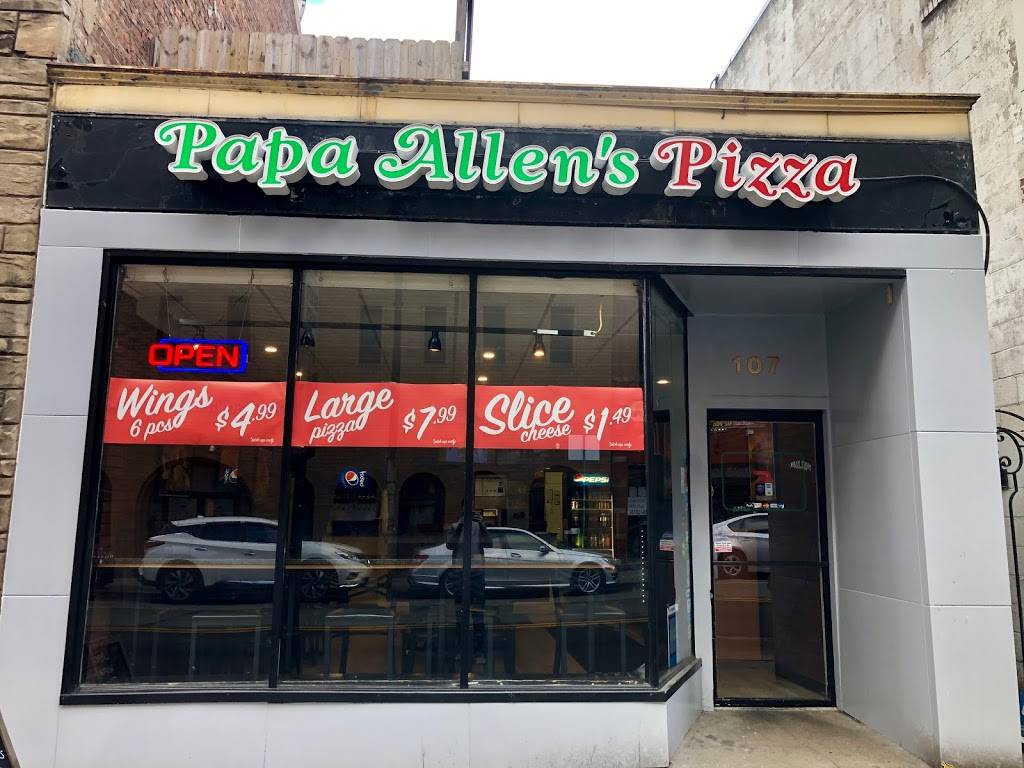 Papa Allen's Pizza
OPEN
Wings
6 pcs
$4.99
Large
pizza
$7.99
Slice
cheese
$1.49
107
pepsi
PEPSI